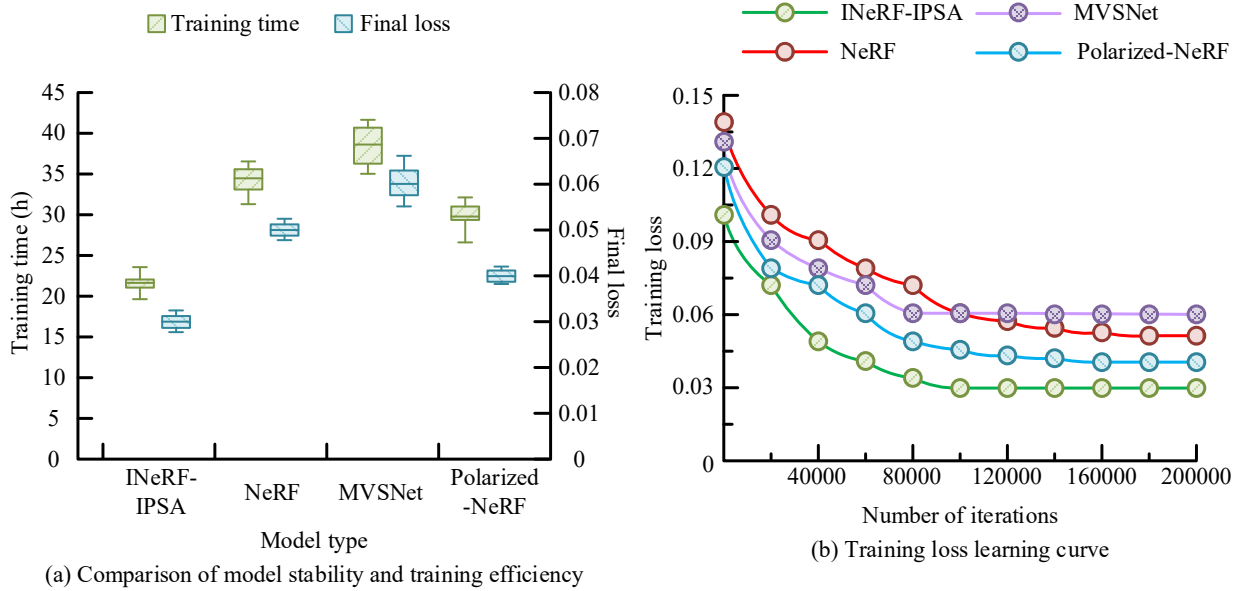 Training time
Final loss
45
40
35
30
25
20
15
10
5
0
Training time (h)
0.08
0.07
0.06
0.05
0.04
0.03
0.02
0.01
0
Final loss
INeRF-
IPSA
NeRF
MVSNet
Polarized
-NeRF
Model type
(a) Comparison of model stability and training efficiency
INeRF-IPSA
MVSNet
NeRF
Polarized-NeRF
0.15
0.12
0.09
0.06
0.03
0
Training loss
40000
80000
120000
160000
200000
Number of iterations
(b) Training loss learning curve